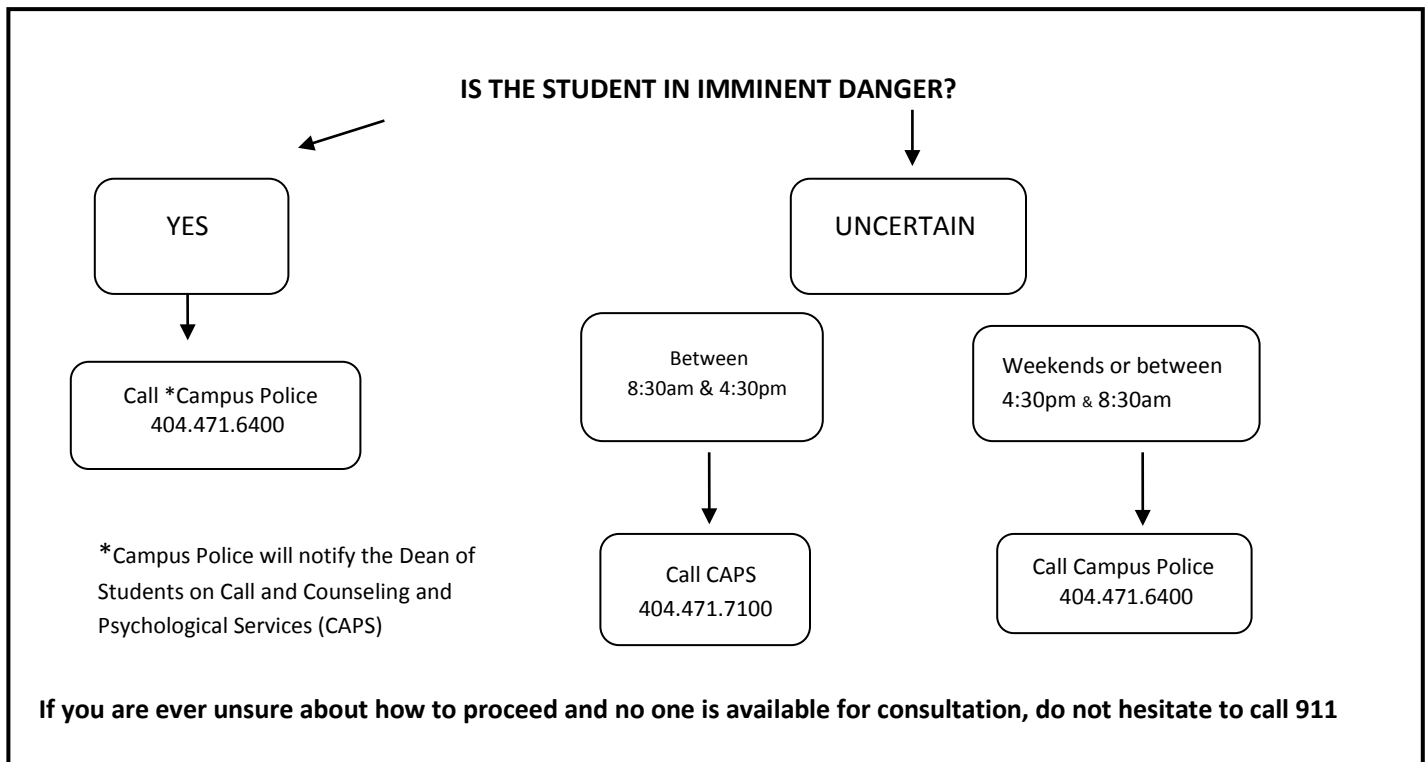 IS THE STUDENT IN IMMINENT DANGER?
YES
UNCERTAIN
Between
8:30am & 4:30pm
Weekends or between
4:30pm & 8:30am
Call *Campus Police
404.471.6400
*Campus Police will notify the Dean of
Students on Call and Counseling and
Psychological Services (CAPS)
Call CAPS
404.471.7100
Call Campus Police
404.471.6400
If you are ever unsure about how to proceed and no one is available for consultation, do not hesitate to call 911